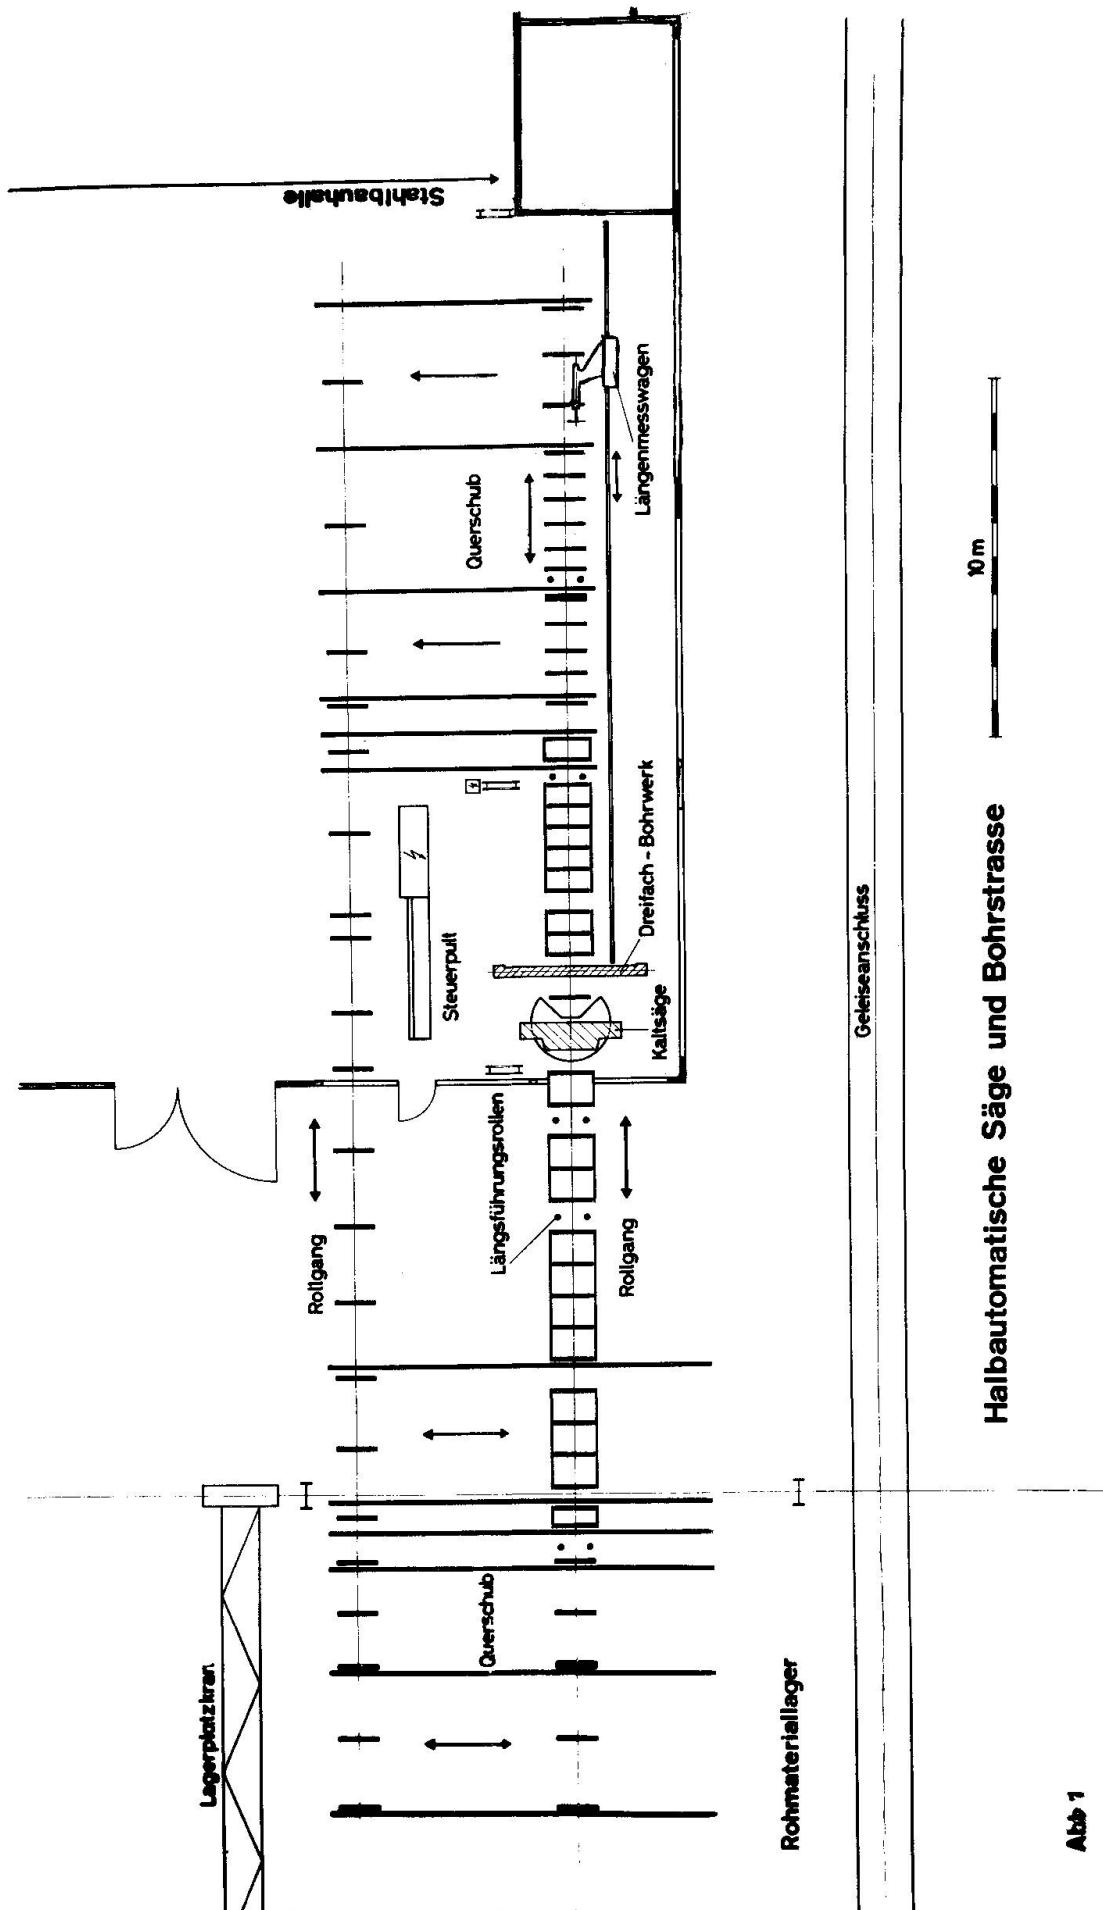 Stahlbauhalle
Querschub
Längenmesswagen
10 m
Steuerpult
Dreifach - Bohrwerk
Kaltsäge
Geleiseanschluss
Rollgang
Längsführungsrollen
Rollgang
Lagerplatzkran
Querschub
Rohmateriallager
Halbautomatische Säge und Bohrstrasse
Abb 1